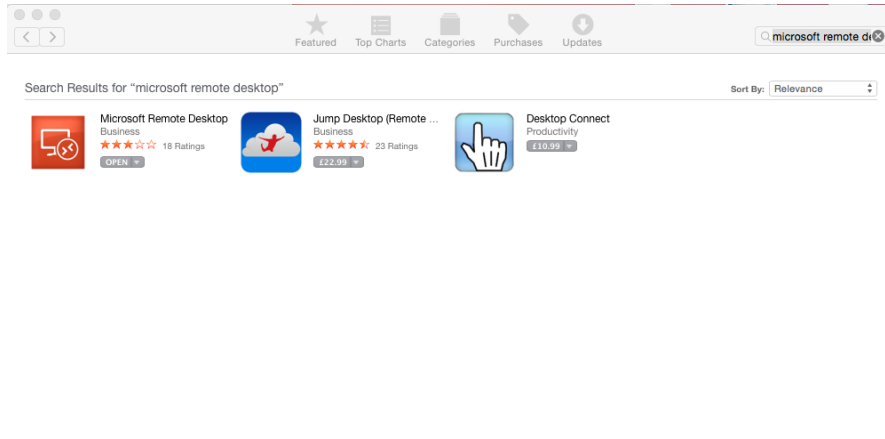 Featured Top Charts Categories Purchases Updates
microsoft remote de
Search Results for “microsoft remote desktop”
Sort By: Relevance
Microsoft Remote Desktop
Business
18 Ratings
OPEN
Jump Desktop (Remote ...
Business
23 Ratings
£22.99
Desktop Connect
Productivity
£10.99